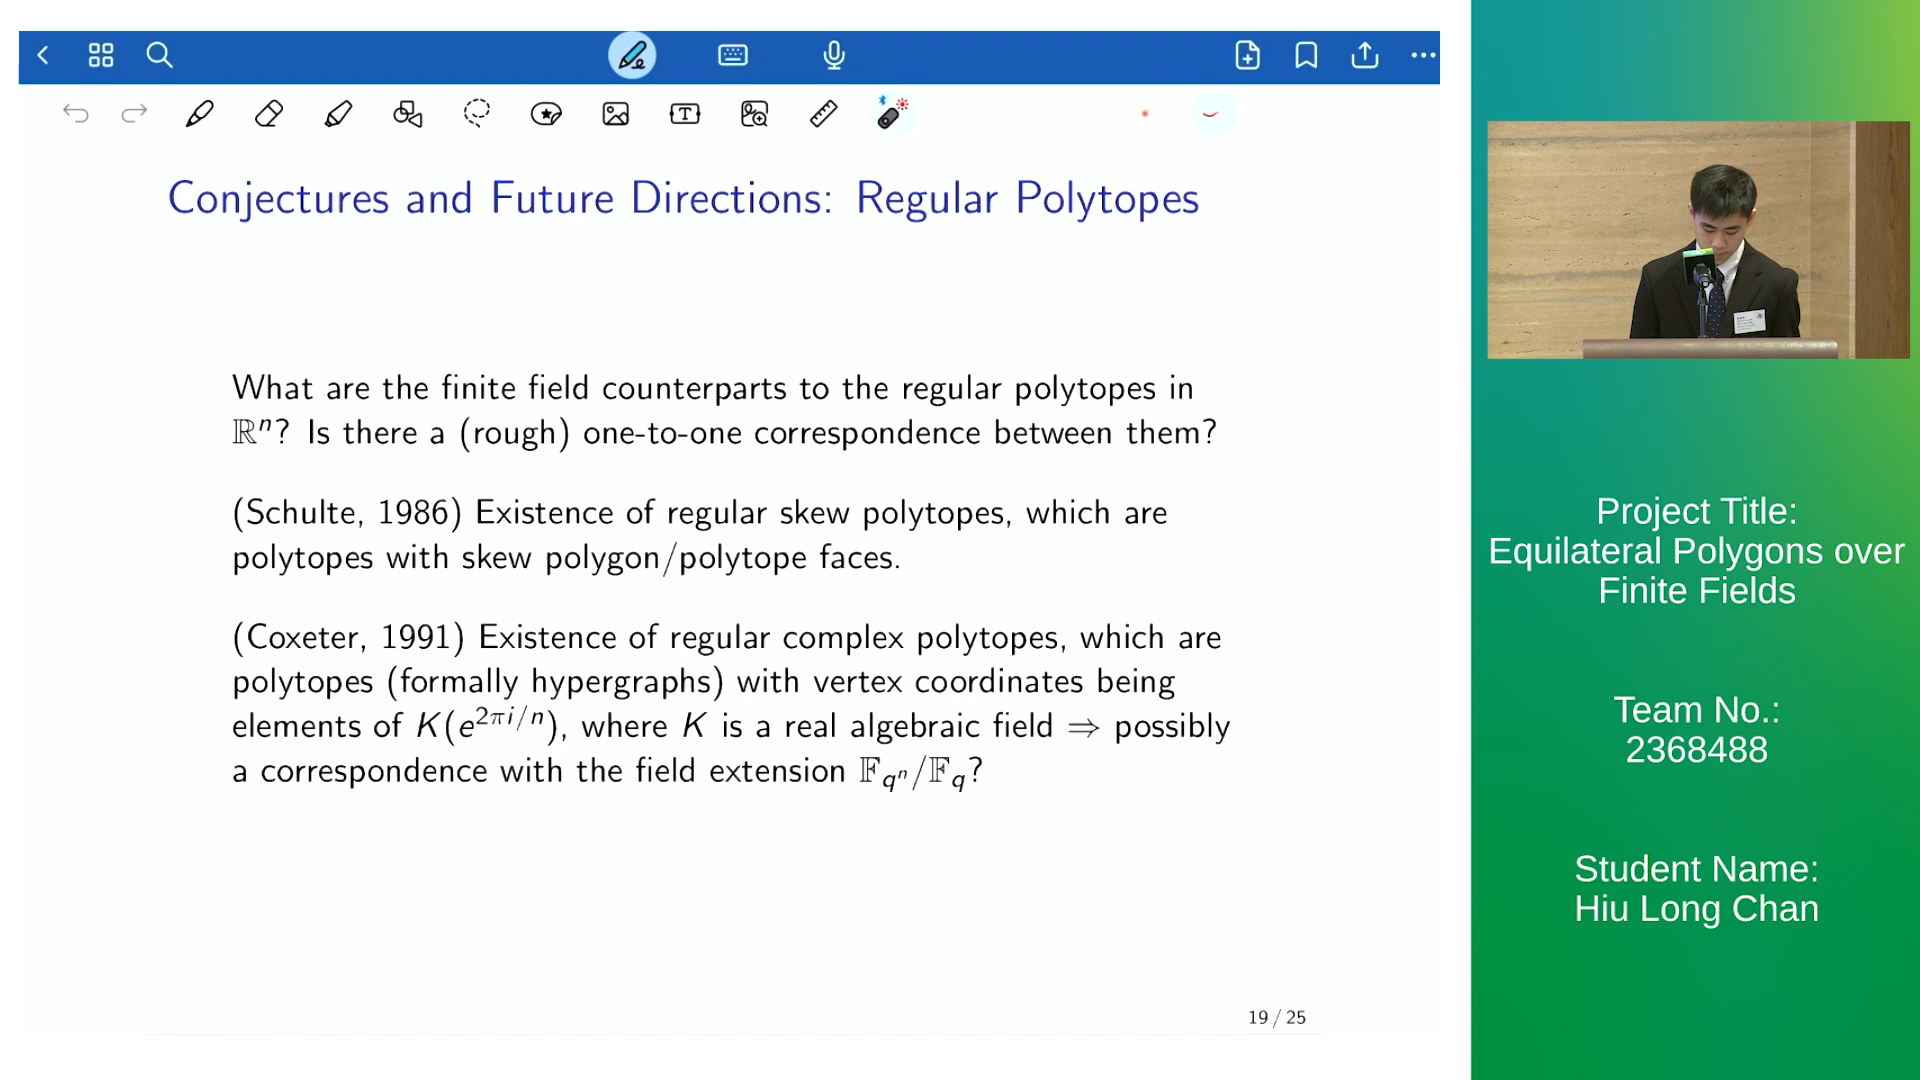 Conjectures and Future Directions: Regular Polytopes
What are the finite field counterparts to the regular polytopes in
ℝⁿ? Is there a (rough) one-to-one correspondence between them?
(Schulte, 1986) Existence of regular skew polytopes, which are
polytopes with skew polygon/polytope faces.
(Coxeter, 1991) Existence of regular complex polytopes, which are
polytopes (formally hypergraphs) with vertex coordinates being
elements of K(e^{2πi/n}), where K is a real algebraic field ⇒ possibly
a correspondence with the field extension 𝔽_{qⁿ}/𝔽_q?
19 / 25
Project Title:
Equilateral Polygons over
Finite Fields
Team No.:
2368488
Student Name:
Hiu Long Chan